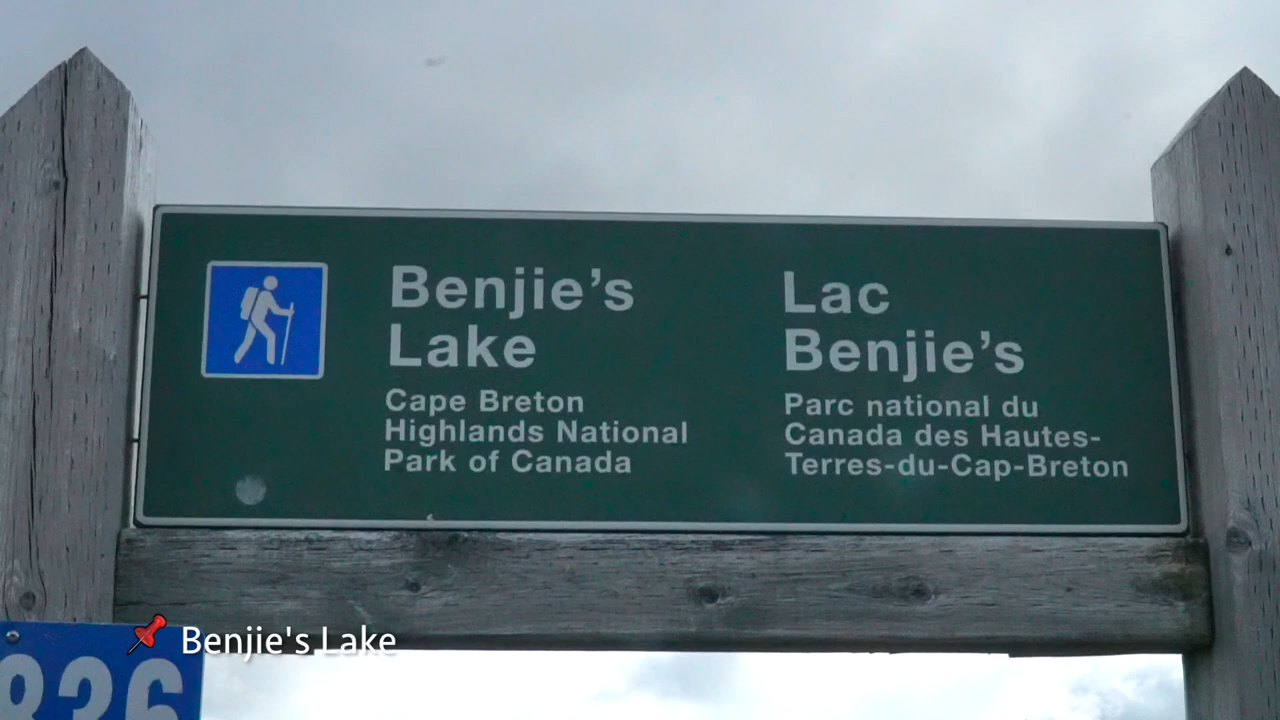 Benjie's
Lake
Cape Breton
Highlands National
Park of Canada
Lac
Benjie's
Parc national du
Canada des Hautes-
Terres-du-Cap-Breton
Benjie's Lake
836